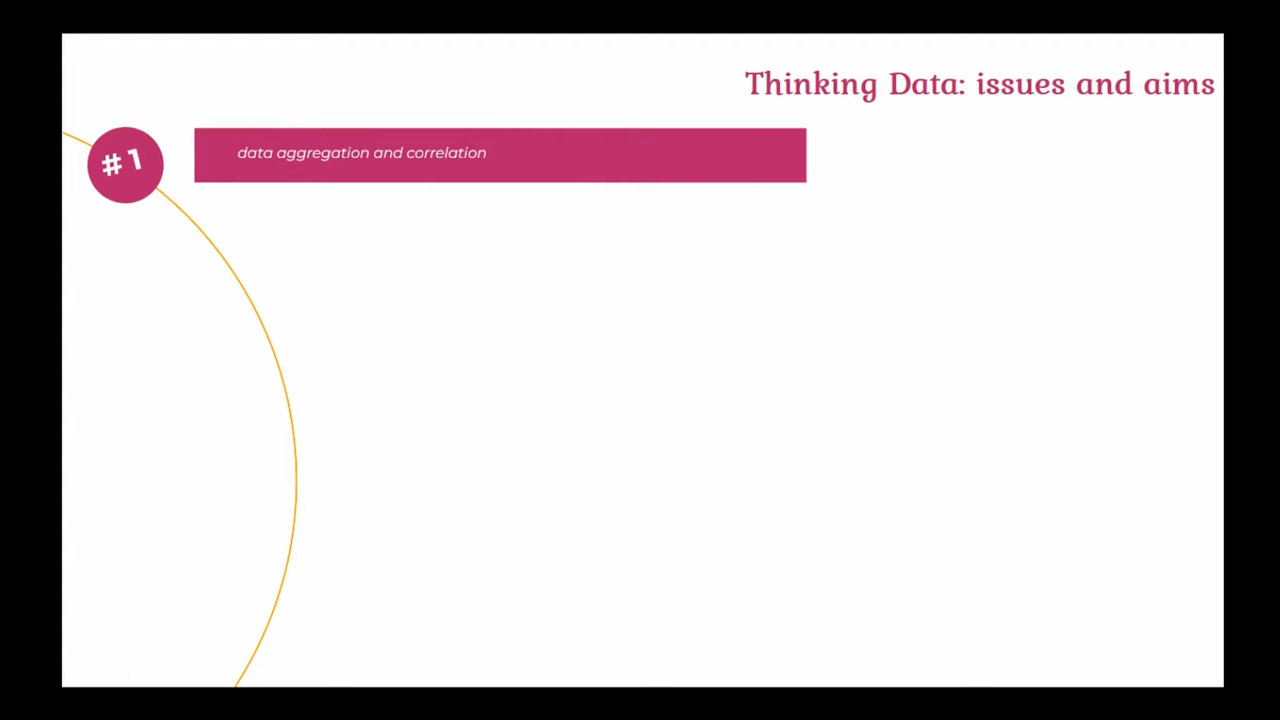 Thinking Data: issues and aims
#1
data aggregation and correlation